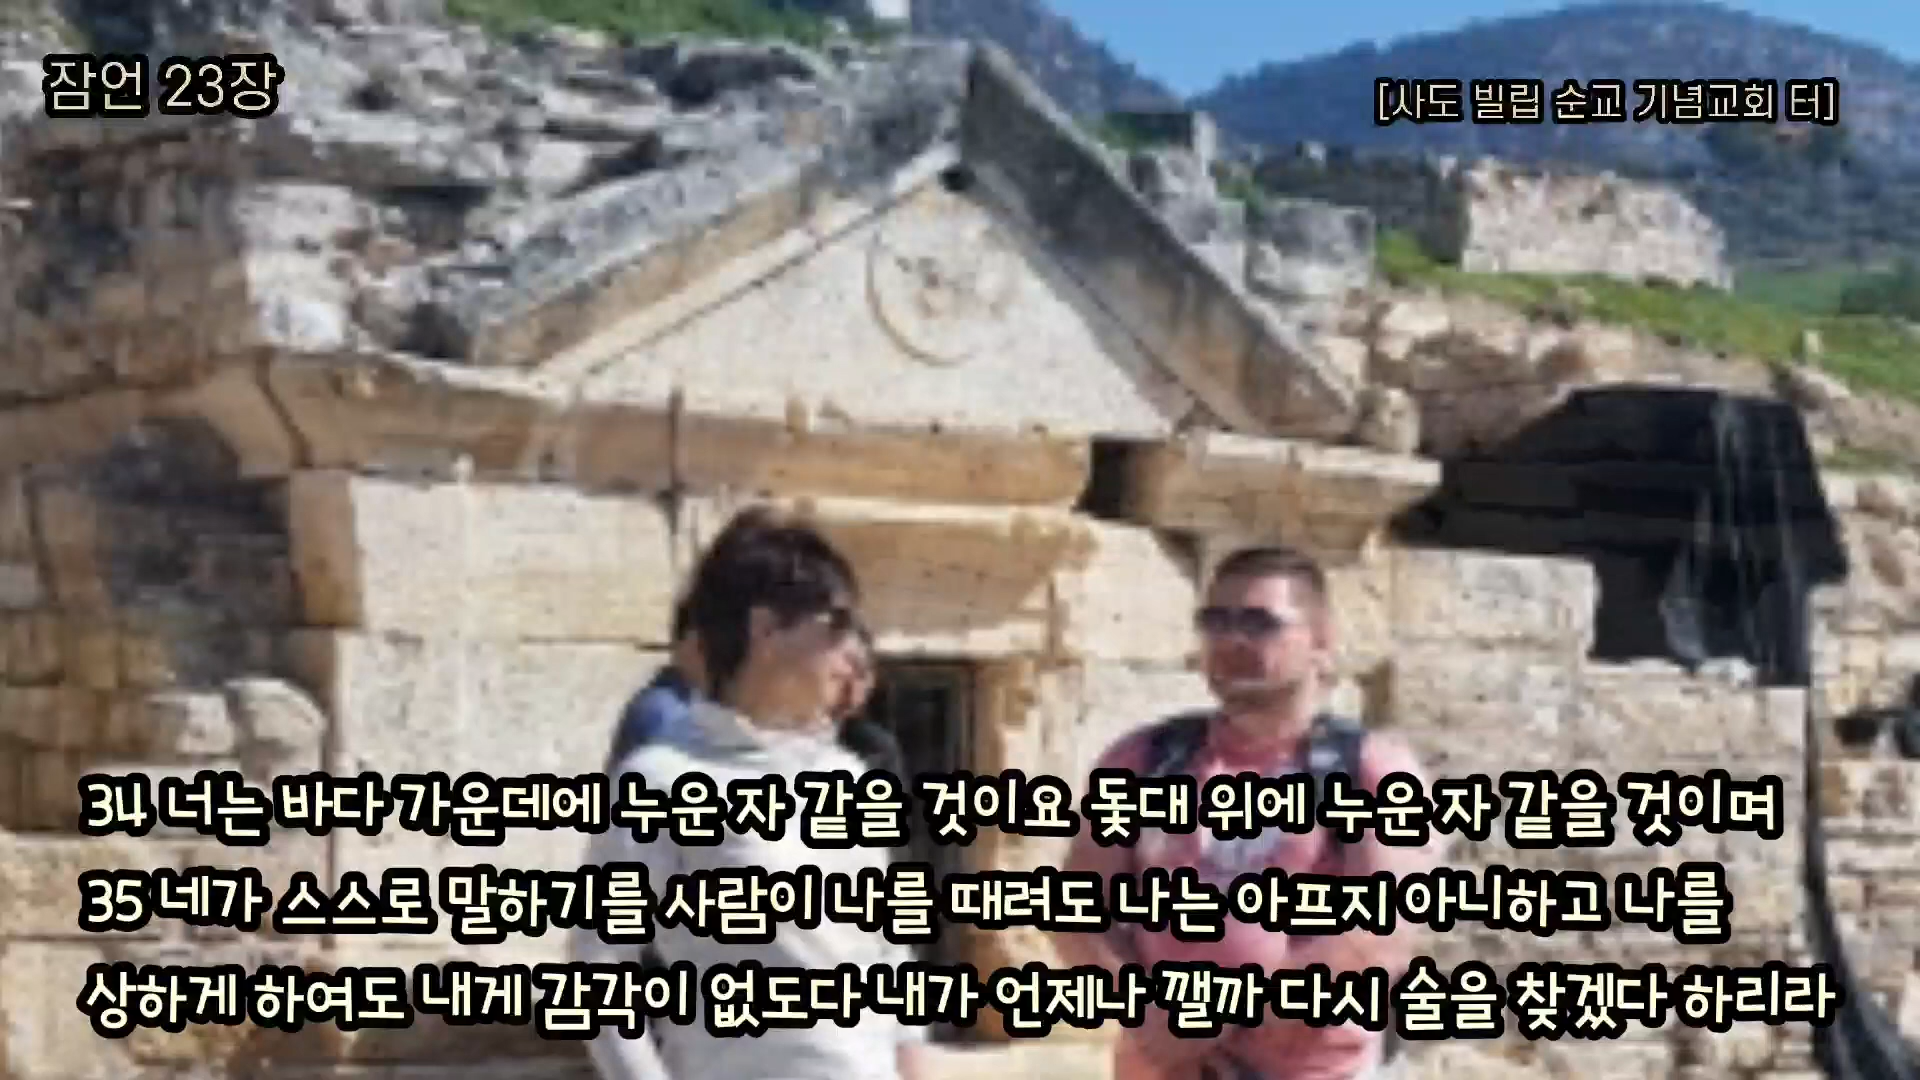 잠언 23장
[사도 빌립 순교 기념교회 터]
34 너는 바다 가운데에 누운 자 같을 것이요 돛대 위에 누운 자 같을 것이며
35 네가 스스로 말하기를 사람이 나를 때려도 나는 아프지 아니하고 나를
상하게 하여도 내게 감각이 없도다 내가 언제나 깰까 다시 술을 찾겠다 하리라